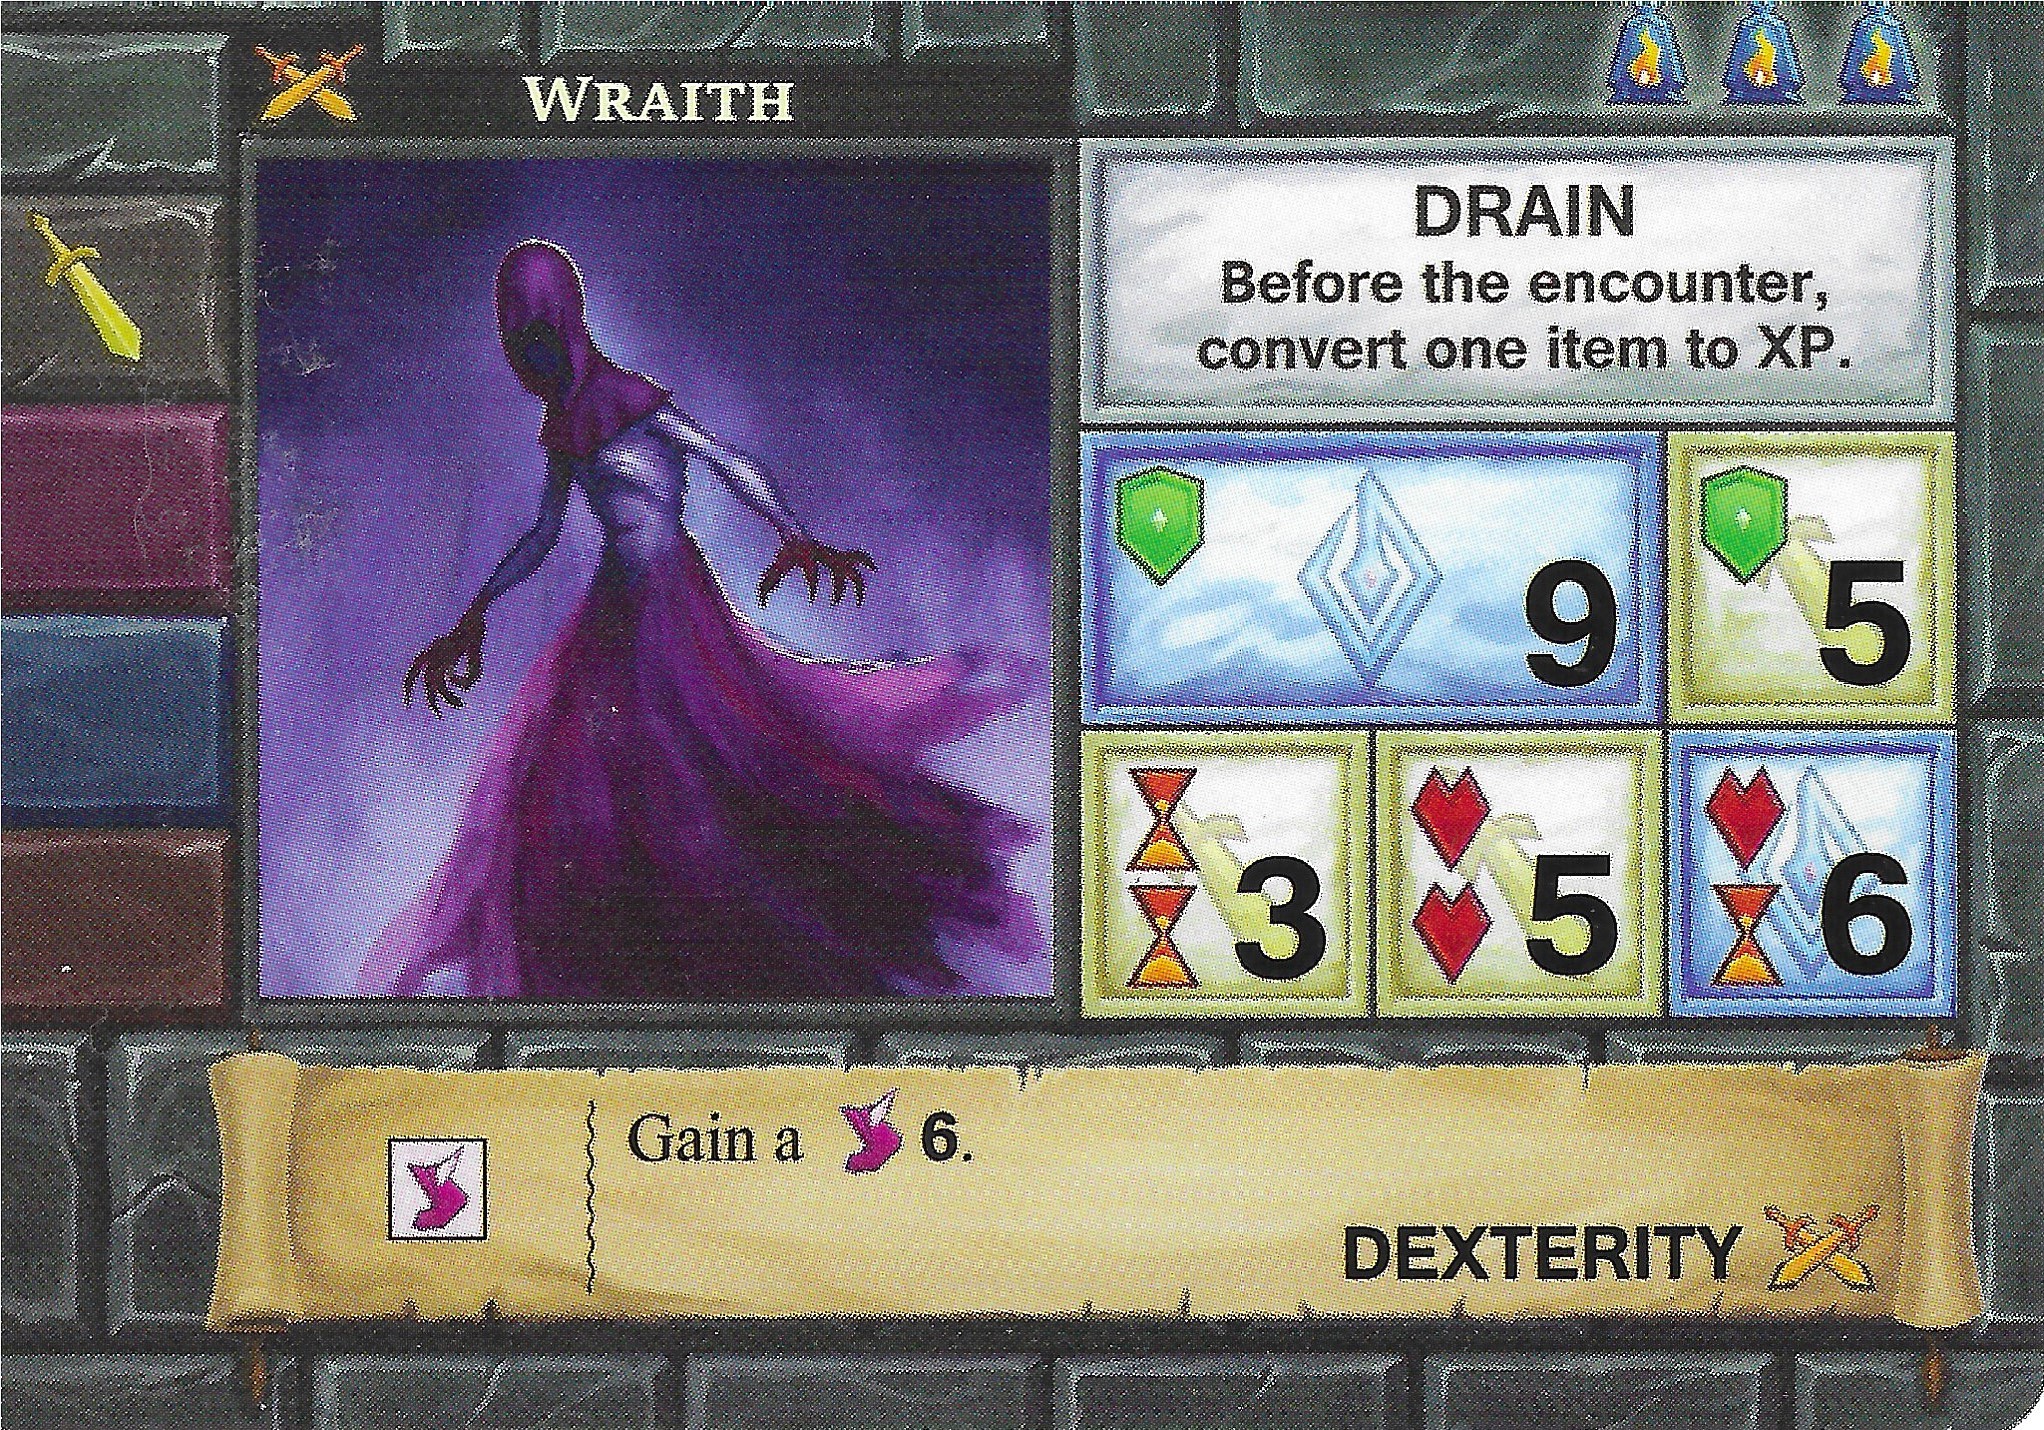 WRAITH
DRAIN
Before the encounter,
convert one item to XP.
9
5
3
5
6
Gain a 6.
DEXTERITY